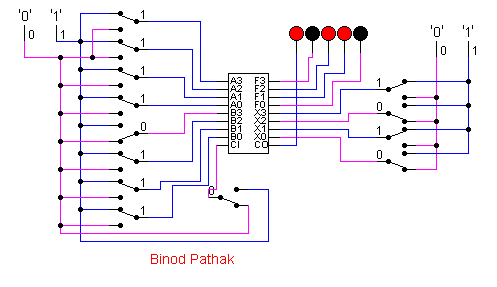 '0' '1'
0 1
1
1
1
1
0
1
1
1
A3 F3
A2 F2
A1 F1
A0 F0
B3 X3
B2 X2
B1 X1
B0 X0
CI CO
0
'0' '1'
0 1
1
0
1
0
Binod Pathak